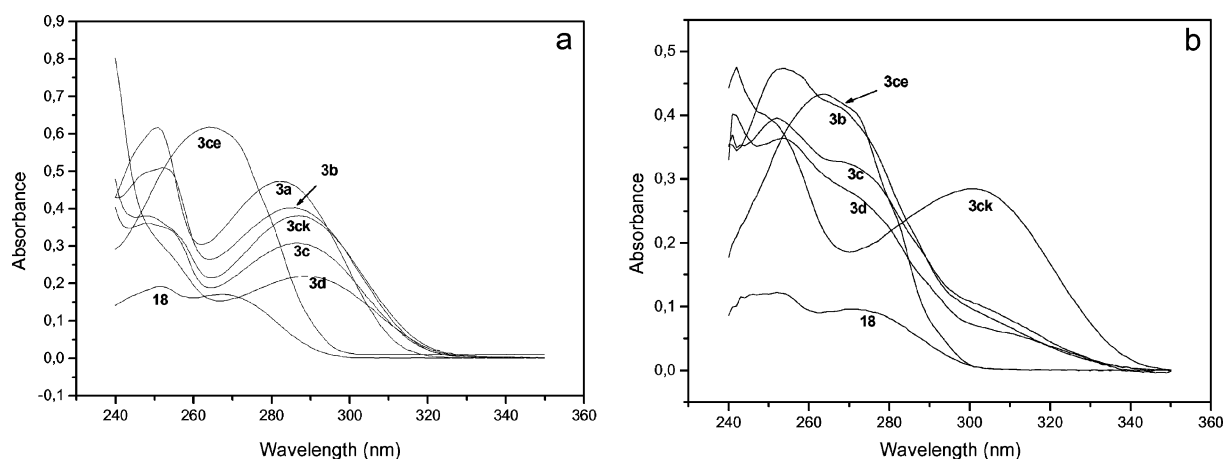 a
0,9
0,8
0,7
0,6
0,5
0,4
0,3
0,2
0,1
0,0
-0,1
Absorbance
3ce
3a
3b
3ck
3c
3d
18
240 260 280 300 320 340 360
Wavelength (nm)
b
0,5
0,4
0,3
0,2
0,1
0,0
Absorbance
3ce
3b
3c
3d
3ck
18
240 260 280 300 320 340 360
Wavelength (nm)